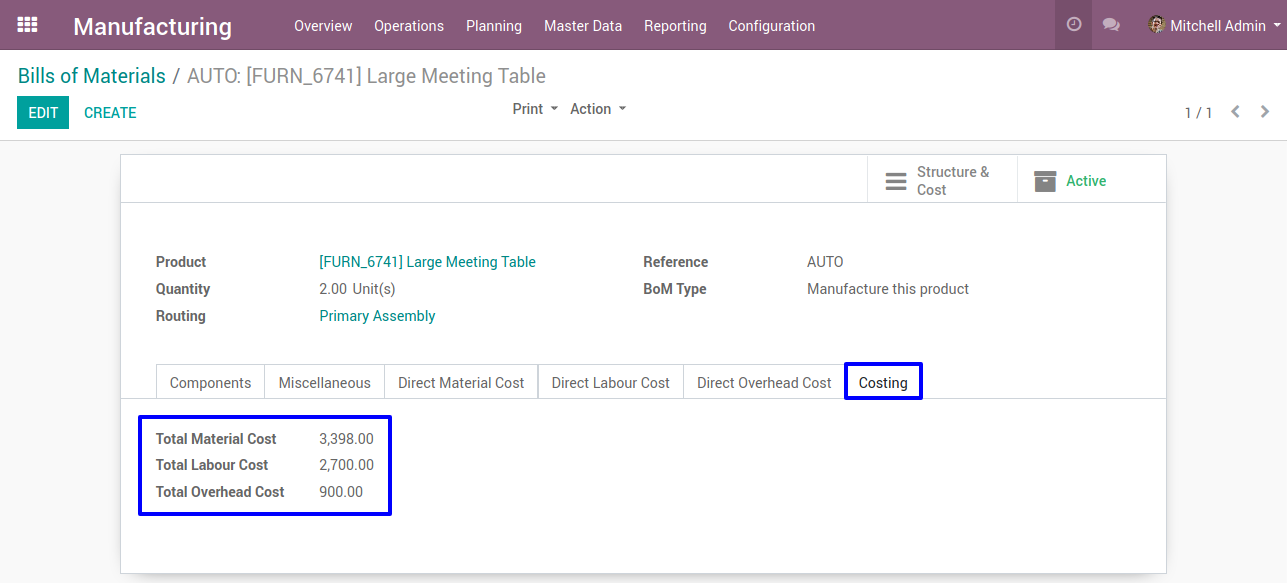 Manufacturing Overview Operations Planning Master Data Reporting Configuration Mitchell Admin
Bills of Materials / AUTO: [FURN_6741] Large Meeting Table
EDIT CREATE Print Action 1 / 1
Structure &
Cost
Active
Product [FURN_6741] Large Meeting Table Reference AUTO
Quantity 2.00 Unit(s) BoM Type Manufacture this product
Routing Primary Assembly
Components Miscellaneous Direct Material Cost Direct Labour Cost Direct Overhead Cost Costing
Total Material Cost 3,398.00
Total Labour Cost 2,700.00
Total Overhead Cost 900.00